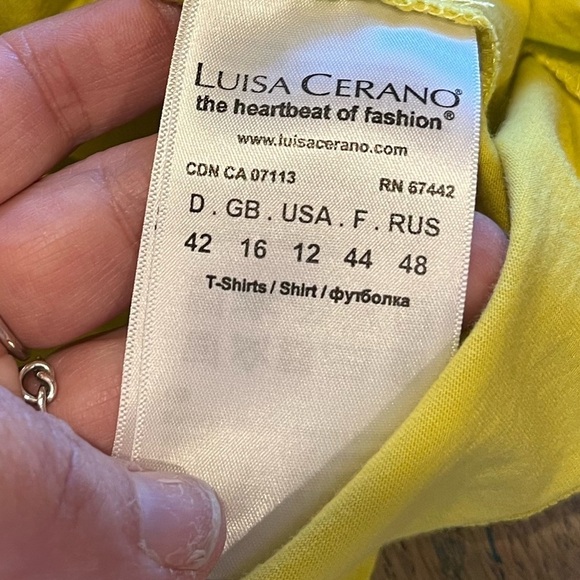 LUISA CERANO®
the heartbeat of fashion®
www.luisacerano.com
CDN CA 07113 RN 67442
D . GB . USA . F . RUS
42 16 12 44 48
T-Shirts / Shirt / футболка